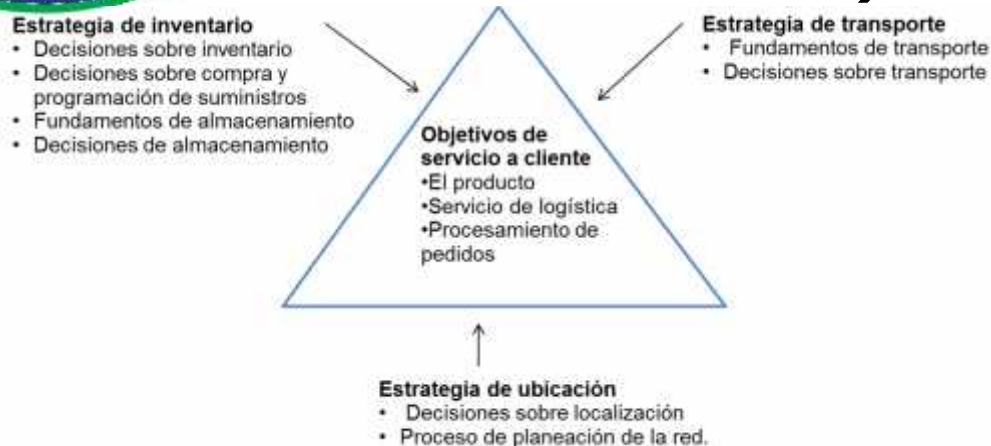 Estrategia de inventario
• Decisiones sobre inventario
• Decisiones sobre compra y
programación de suministros
• Fundamentos de almacenamiento
• Decisiones de almacenamiento
Estrategia de transporte
• Fundamentos de transporte
• Decisiones sobre transporte
Objetivos de
servicio a cliente
•El producto
•Servicio de logística
•Procesamiento de
pedidos
Estrategia de ubicación
• Decisiones sobre localización
• Proceso de planeación de la red.